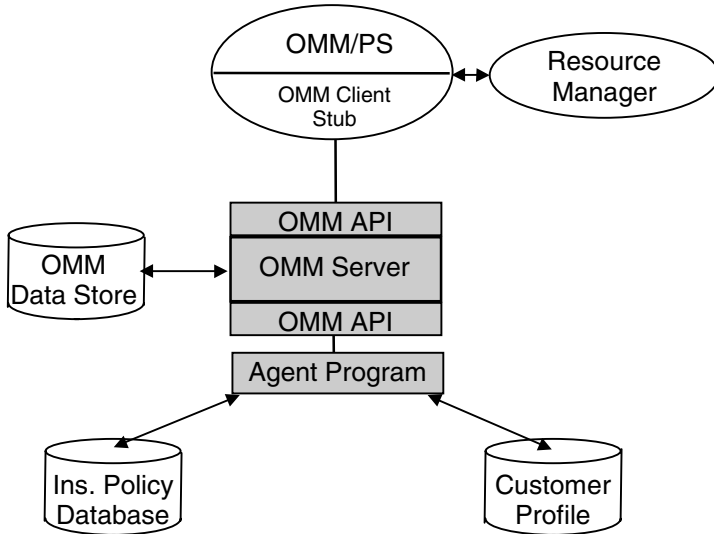 OMM/PS
OMM Client
Stub
Resource
Manager
OMM API
OMM Server
OMM API
OMM
Data Store
Agent Program
Ins. Policy
Database
Customer
Profile